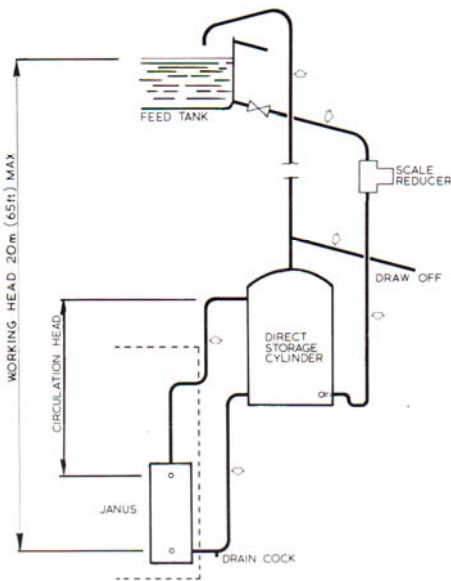 FEED TANK
WORKING HEAD 20m (65ft) MAX
SCALE
REDUCER
DRAW OFF
CIRCULATION HEAD
DIRECT
STORAGE
CYLINDER
JANUS
DRAIN COCK